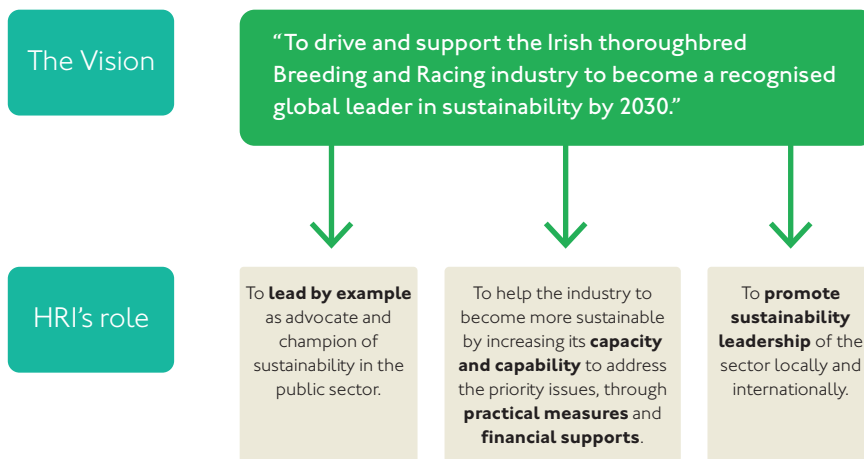 The Vision
“To drive and support the Irish thoroughbred
Breeding and Racing industry to become a recognised
global leader in sustainability by 2030.”
HRI’s role
To lead by example
as advocate and
champion of
sustainability in the
public sector.
To help the industry to
become more sustainable
by increasing its capacity
and capability to address
the priority issues, through
practical measures and
financial supports.
To promote
sustainability
leadership of the
sector locally and
internationally.